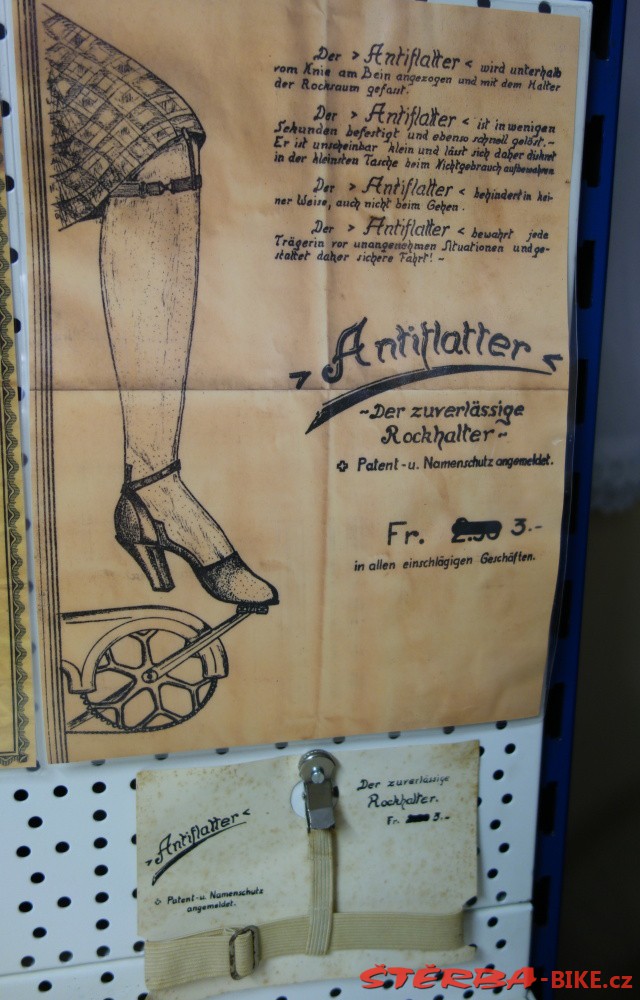 Der > Antiflatter < wird unterhalb
vom Knie am Bein angezogen und mit dem Halter
der Rocksaum gefasst.
Der > Antiflatter < ist in wenigen
Sekunden befestigt und ebenso schnell gelöst.-
Er ist unscheinbar klein und lässt sich daher diskret
in der kleinsten Tasche beim Nichtgebrauch aufbewahren
Der > Antiflatter < behindert in kei-
ner Weise, auch nicht beim Gehen.
Der > Antiflatter < bewahrt jede
Trägerin vor unangenehmen Situationen und ge-
stattet daher sichere Fahrt! -
> Antiflatter <
~Der zuverlässige
Rockhalter~
✚ Patent-u. Namenschutz angemeldet.
Fr. 3.-
in allen einschlägigen Geschäften.
Der zuverlässige
Rockhalter.
Fr. 3.-
> Antiflatter <
✚ Patent-u. Namenschutz
angemeldet.
ŠTĚRBA-BIKE.cz